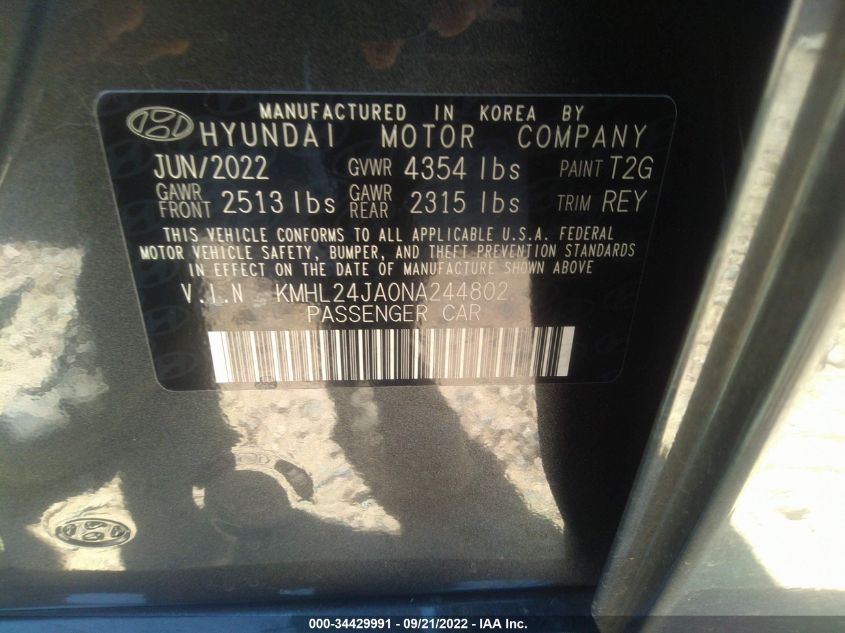 MANUFACTURED IN KOREA BY
HYUNDAI MOTOR COMPANY
JUN/2022 GVWR 4354 lbs PAINT T2G
GAWR FRONT 2513 lbs GAWR REAR 2315 lbs TRIM REY
THIS VEHICLE CONFORMS TO ALL APPLICABLE U.S.A. FEDERAL
MOTOR VEHICLE SAFETY, BUMPER, AND THEFT PREVENTION STANDARDS
IN EFFECT ON THE DATE OF MANUFACTURE SHOWN ABOVE
V.I.N KMHL24JA0NA244802
PASSENGER CAR
000-34429991 - 09/21/2022 - IAA Inc.